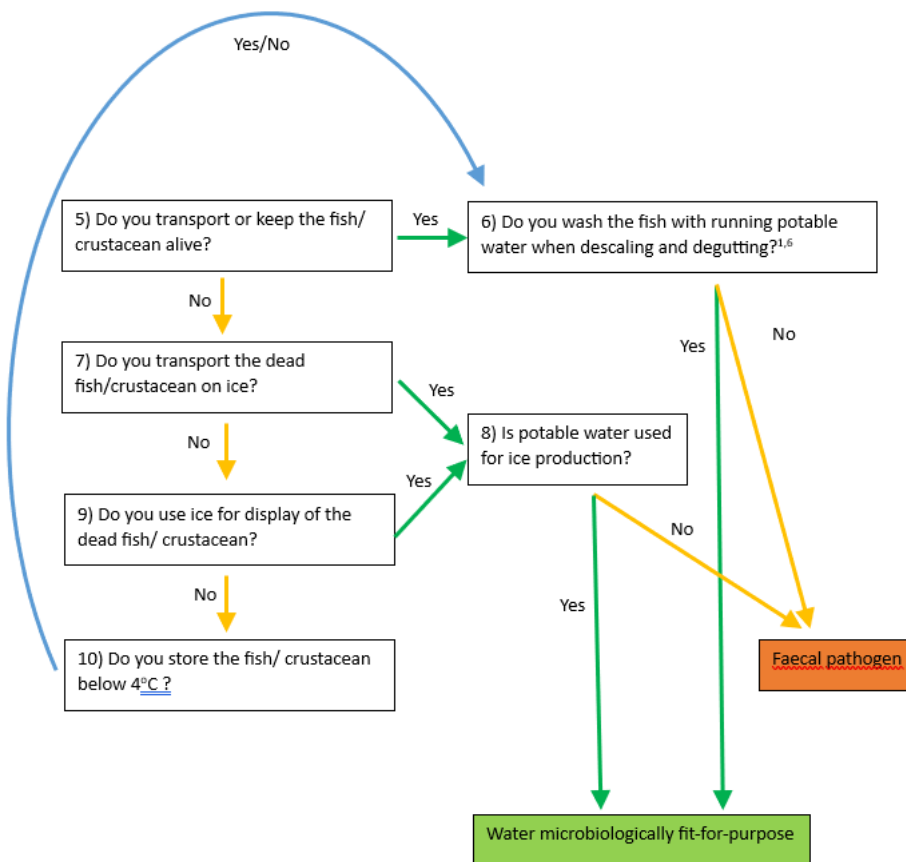 Yes/No
5) Do you transport or keep the fish/
crustacean alive?
Yes
6) Do you wash the fish with running potable
water when descaling and degutting?¹,⁶
No
Yes
No
7) Do you transport the dead
fish/crustacean on ice?
Yes
8) Is potable water used
for ice production?
No
Yes
9) Do you use ice for display of the
dead fish/ crustacean?
No
No
Yes
10) Do you store the fish/ crustacean
below 4°C ?
Faecal pathogen
Water microbiologically fit-for-purpose